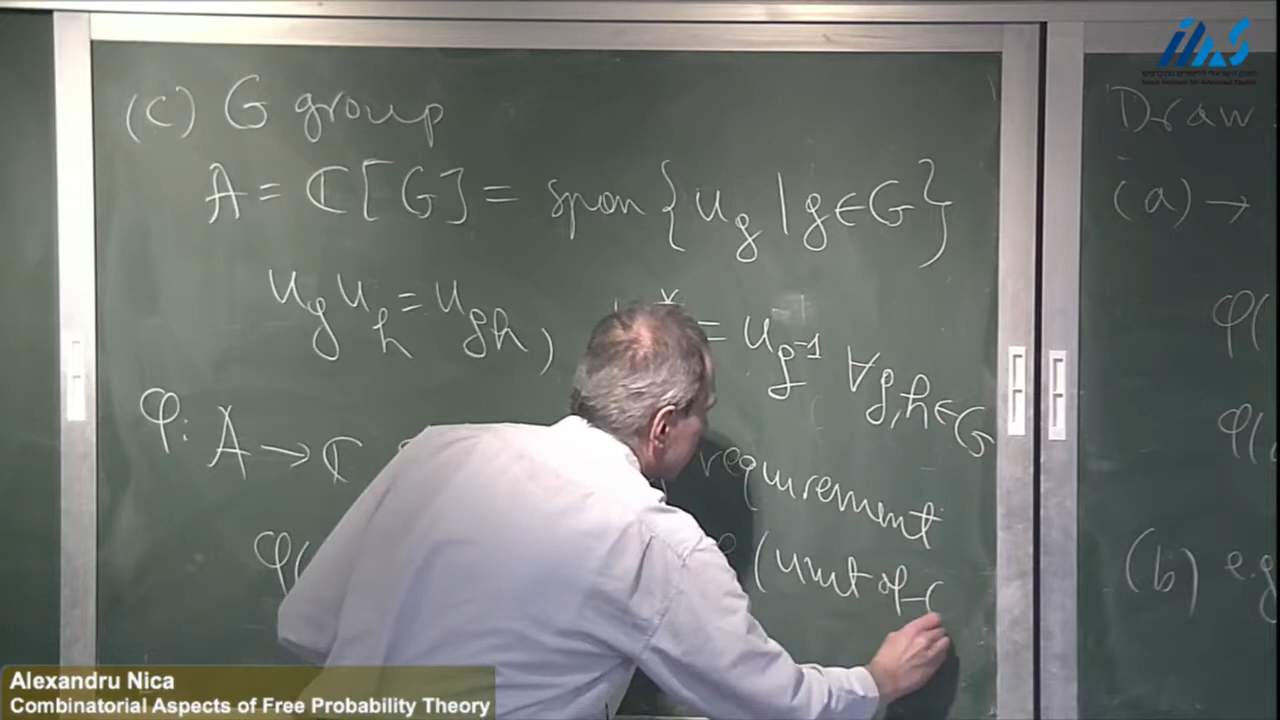 (c) G group
A = ℂ[G] = span { u_g | g ∈ G }
u_g u_h = u_gh , * = u_g⁻¹ ∀ g, h ∈ G
φ: A → ℂ requirement
φ( (unit of
Draw
(a) →
φ(
φ(
(b) e.g
Alexandru Nica
Combinatorial Aspects of Free Probability Theory